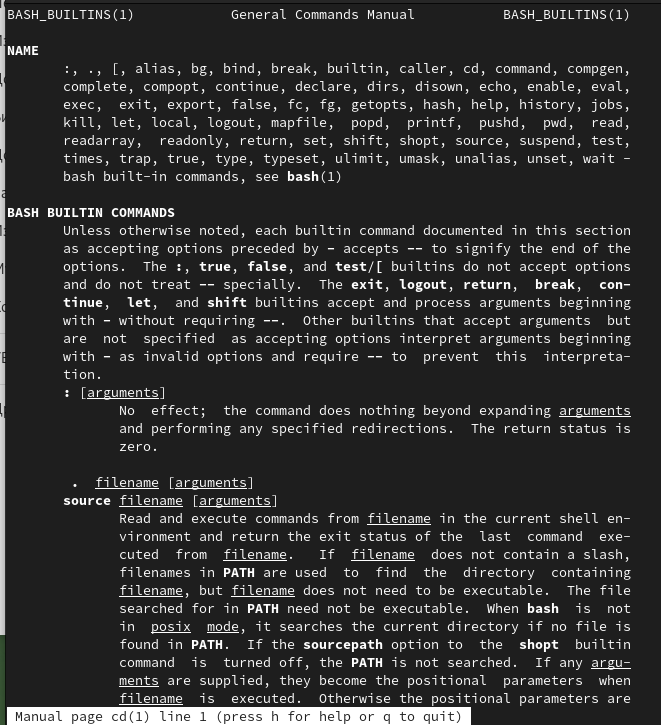 BASH_BUILTINS(1) General Commands Manual BASH_BUILTINS(1)
NAME
:, ., [, alias, bg, bind, break, builtin, caller, cd, command, compgen,
complete, compopt, continue, declare, dirs, disown, echo, enable, eval,
exec, exit, export, false, fc, fg, getopts, hash, help, history, jobs,
kill, let, local, logout, mapfile, popd, printf, pushd, pwd, read,
readarray, readonly, return, set, shift, shopt, source, suspend, test,
times, trap, true, type, typeset, ulimit, umask, unalias, unset, wait -
bash built-in commands, see bash(1)
BASH BUILTIN COMMANDS
Unless otherwise noted, each builtin command documented in this section
as accepting options preceded by - accepts -- to signify the end of the
options. The :, true, false, and test/[ builtins do not accept options
and do not treat -- specially. The exit, logout, return, break, con-
tinue, let, and shift builtins accept and process arguments beginning
with - without requiring --. Other builtins that accept arguments but
are not specified as accepting options interpret arguments beginning
with - as invalid options and require -- to prevent this interpreta-
tion.
: [arguments]
No effect; the command does nothing beyond expanding arguments
and performing any specified redirections. The return status is
zero.
. filename [arguments]
source filename [arguments]
Read and execute commands from filename in the current shell en-
vironment and return the exit status of the last command exe-
cuted from filename. If filename does not contain a slash,
filenames in PATH are used to find the directory containing
filename, but filename does not need to be executable. The file
searched for in PATH need not be executable. When bash is not
in posix mode, it searches the current directory if no file is
found in PATH. If the sourcepath option to the shopt builtin
command is turned off, the PATH is not searched. If any argu-
ments are supplied, they become the positional parameters when
filename is executed. Otherwise the positional parameters are
Manual page cd(1) line 1 (press h for help or q to quit)